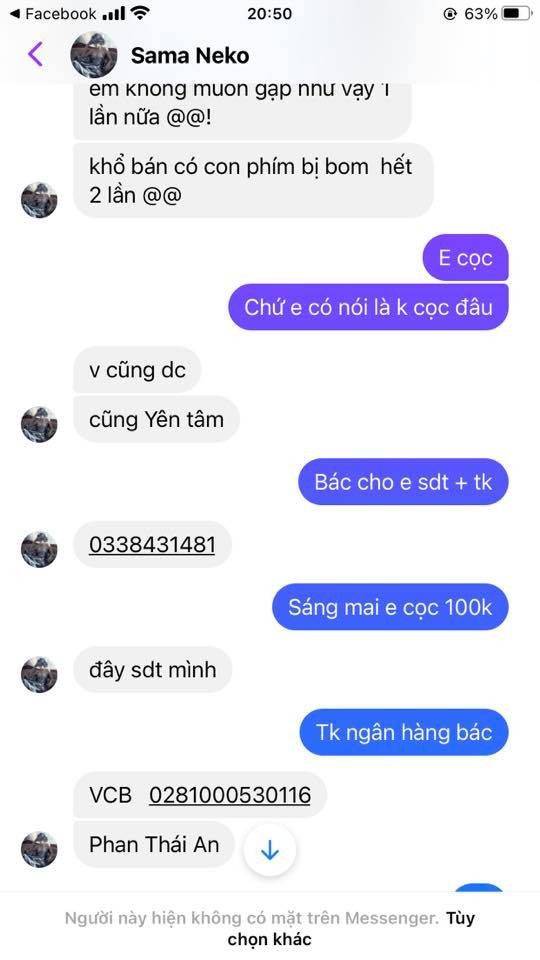 Facebook
20:50
63%
Sama Neko
em không muốn gặp như vậy 1
lần nữa @@!
khổ bán có con phím bị bom hết
2 lần @@
E cọc
Chứ e có nói là k cọc đâu
v cũng dc
cũng Yên tâm
Bác cho e sdt + tk
0338431481
Sáng mai e cọc 100k
đây sdt mình
Tk ngân hàng bác
VCB 0281000530116
Phan Thái An
Người này hiện không có mặt trên Messenger. Tùy
chọn khác